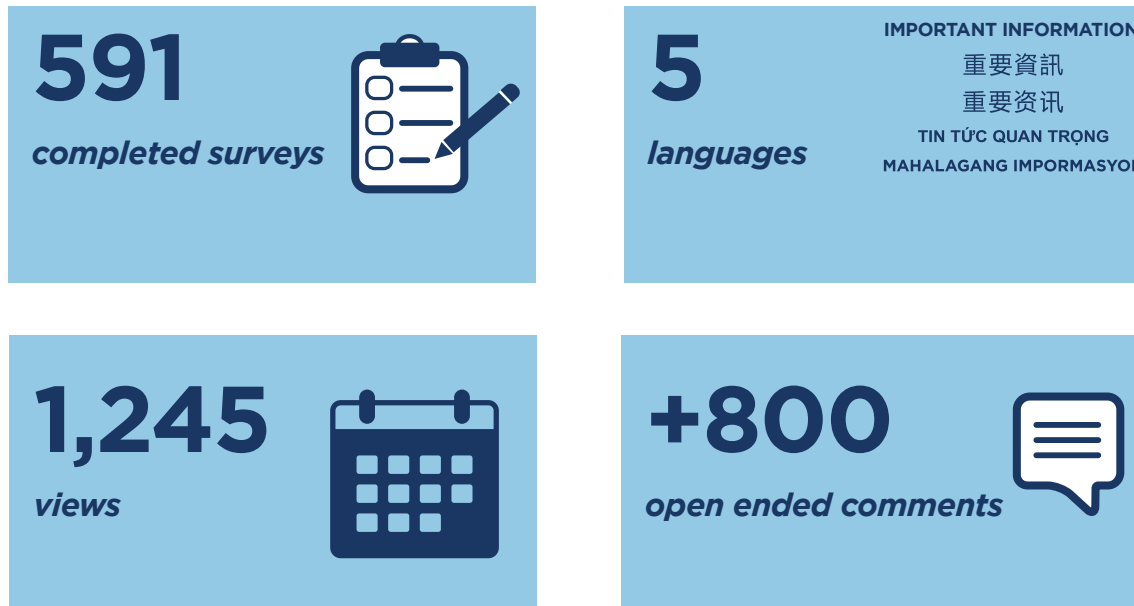 591
completed surveys
5
languages
IMPORTANT INFORMATION
重要資訊
重要资讯
TIN TỨC QUAN TRỌNG
MAHALAGANG IMPORMASYON
1,245
views
+800
open ended comments